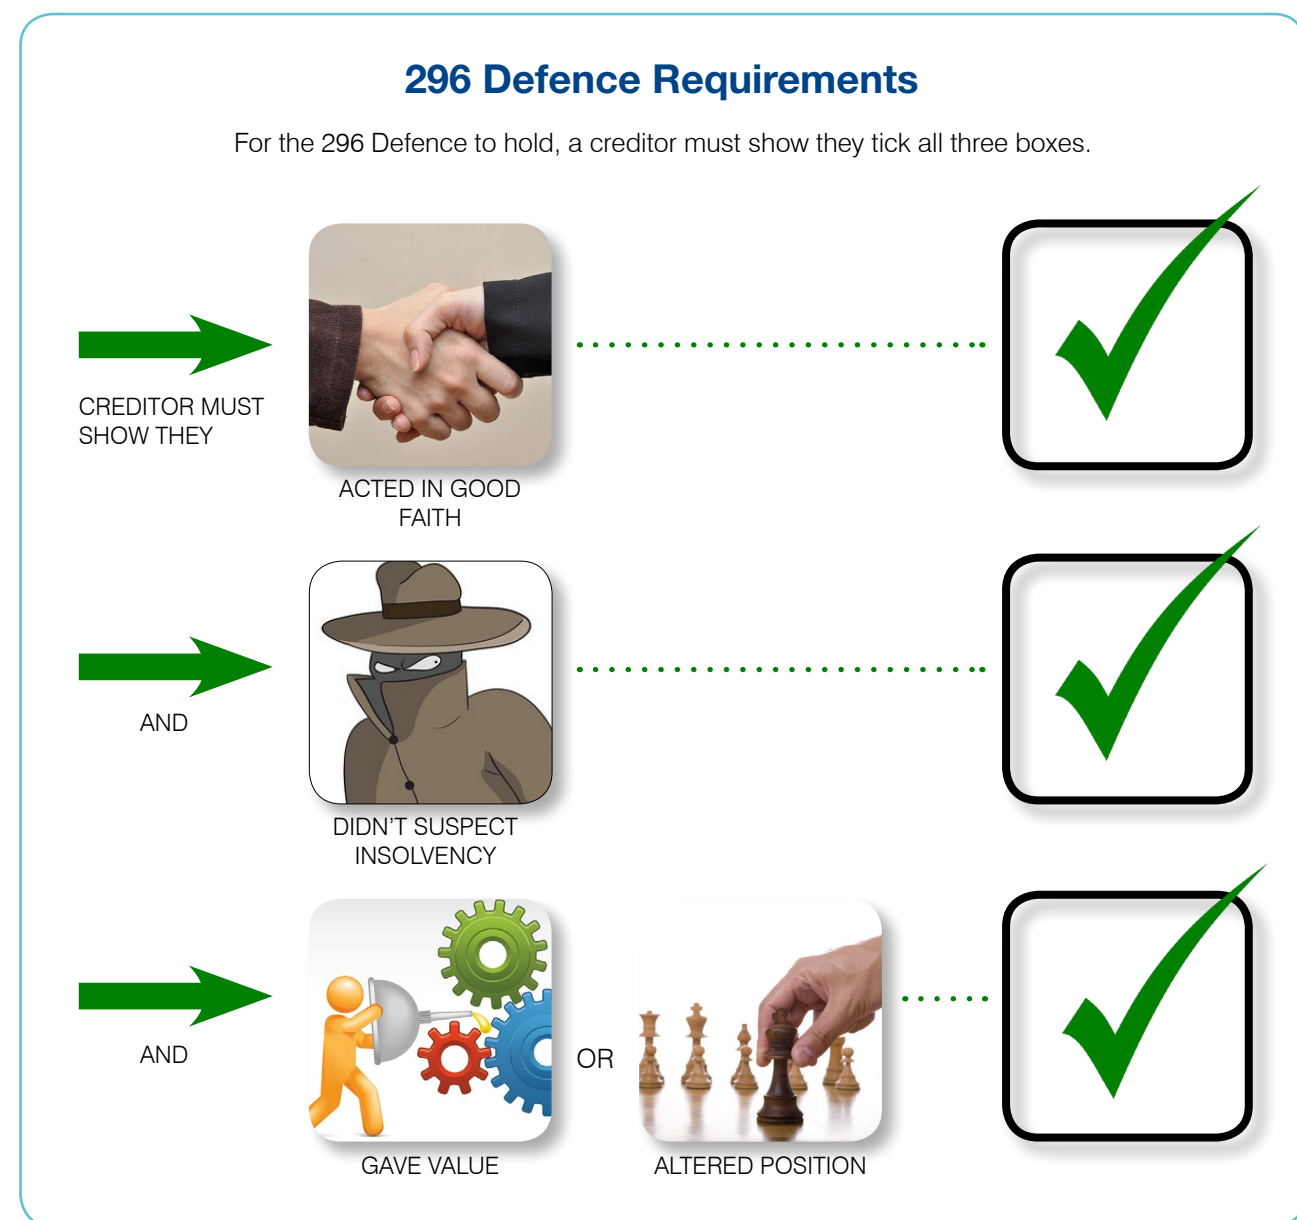 296 Defence Requirements
For the 296 Defence to hold, a creditor must show they tick all three boxes.
CREDITOR MUST
SHOW THEY
ACTED IN GOOD
FAITH
AND
DIDN’T SUSPECT
INSOLVENCY
AND
GAVE VALUE
OR
ALTERED POSITION